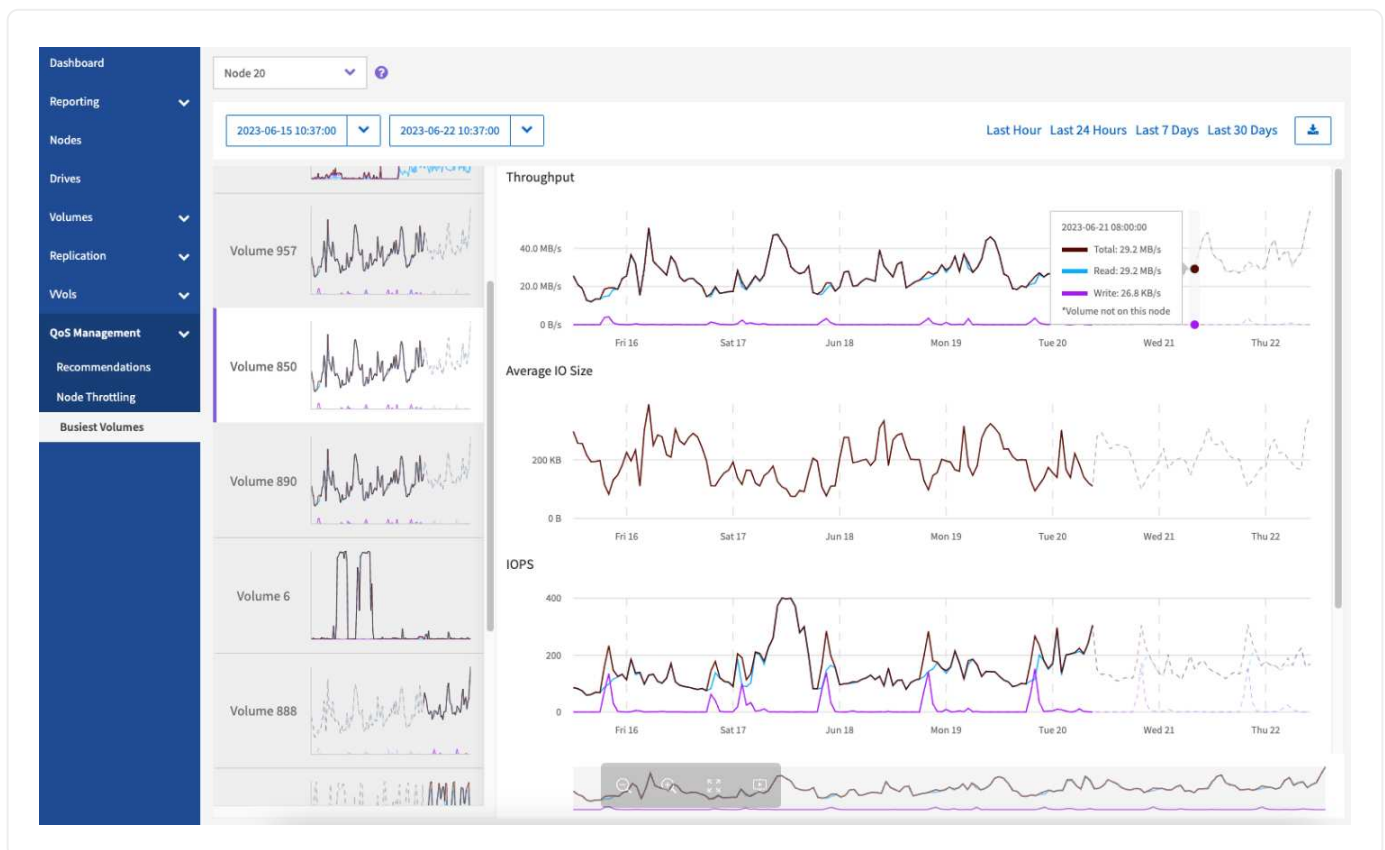 Dashboard
Reporting
Nodes
Drives
Volumes
Replication
VVols
QoS Management
Recommendations
Node Throttling
Busiest Volumes
Node 20
?
2023-06-15 10:37:00
2023-06-22 10:37:00
Last Hour Last 24 Hours Last 7 Days Last 30 Days
Volume 957
Volume 850
Volume 890
Volume 6
Volume 888
Throughput
40.0 MB/s
20.0 MB/s
0 B/s
2023-06-21 08:00:00
Total: 29.2 MB/s
Read: 29.2 MB/s
Write: 26.8 KB/s
*Volume not on this node
Fri 16 Sat 17 Jun 18 Mon 19 Tue 20 Wed 21 Thu 22
Average IO Size
200 KB
0 B
Fri 16 Sat 17 Jun 18 Mon 19 Tue 20 Wed 21 Thu 22
IOPS
400
200
0
Fri 16 Sat 17 Jun 18 Mon 19 Tue 20 Wed 21 Thu 22